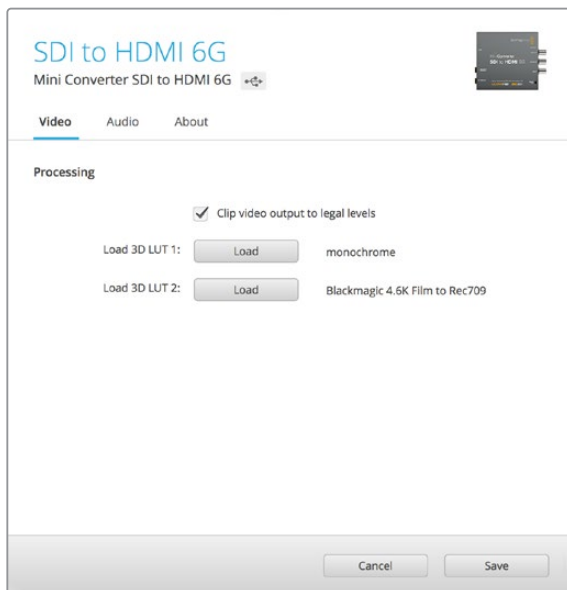 SDI to HDMI 6G
Mini Converter SDI to HDMI 6G
Video Audio About
Processing
Clip video output to legal levels
Load 3D LUT 1: Load monochrome
Load 3D LUT 2: Load Blackmagic 4.6K Film to Rec709
Cancel Save